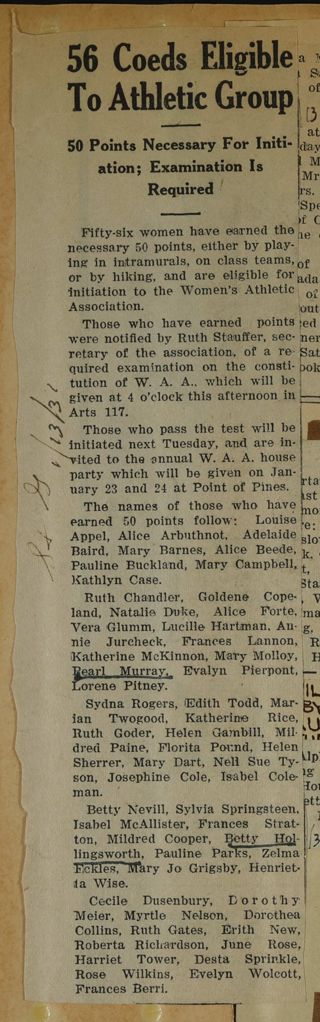 56 Coeds Eligible
To Athletic Group
50 Points Necessary For Initi-
ation; Examination Is
Required
Fifty-six women have earned the
necessary 50 points, either by play-
ing in intramurals, on class teams,
or by hiking, and are eligible for
initiation to the Women's Athletic
Association.
Those who have earned points
were notified by Ruth Stauffer, sec-
retary of the association, of a re-
quired examination on the consti-
tution of W. A. A., which will be
given at 4 o'clock this afternoon in
Arts 117.
Those who pass the test will be
initiated next Tuesday, and are in-
vited to the annual W. A. A. house
party which will be given on Jan-
uary 23 and 24 at Point of Pines.
The names of those who have
earned 50 points follow: Louise
Appel, Alice Arbuthnot, Adelaide
Baird, Mary Barnes, Alice Beede,
Pauline Buckland, Mary Campbell,
Kathlyn Case.
Ruth Chandler, Goldene Cope-
land, Natalie Duke, Alice Forte,
Vera Glumm, Lucille Hartman, An-
nie Jurcheck, Frances Lannon,
Katherine McKinnon, Mary Molloy,
Pearl Murray, Evalyn Pierpont,
Lorene Pitney.
Sydna Rogers, Edith Todd, Mar-
ian Twogood, Katherine Rice,
Ruth Goder, Helen Gambill, Mil-
dred Paine, Florita Pound, Helen
Sherrer, Mary Dart, Nell Sue Ty-
son, Josephine Cole, Isabel Cole-
man.
Betty Nevill, Sylvia Springsteen,
Isabel McAllister, Frances Strat-
ton, Mildred Cooper, Betty Hol-
lingsworth, Pauline Parks, Zelma
Eckles, Mary Jo Grigsby, Henriet-
ta Wise.
Cecile Dusenbury, Dorothy
Meier, Myrtle Nelson, Dorothea
Collins, Ruth Gates, Erith New,
Roberta Richardson, June Rose,
Harriet Tower, Desta Sprinkle,
Rose Wilkins, Evelyn Wolcott,
Frances Berri.
1/13/31